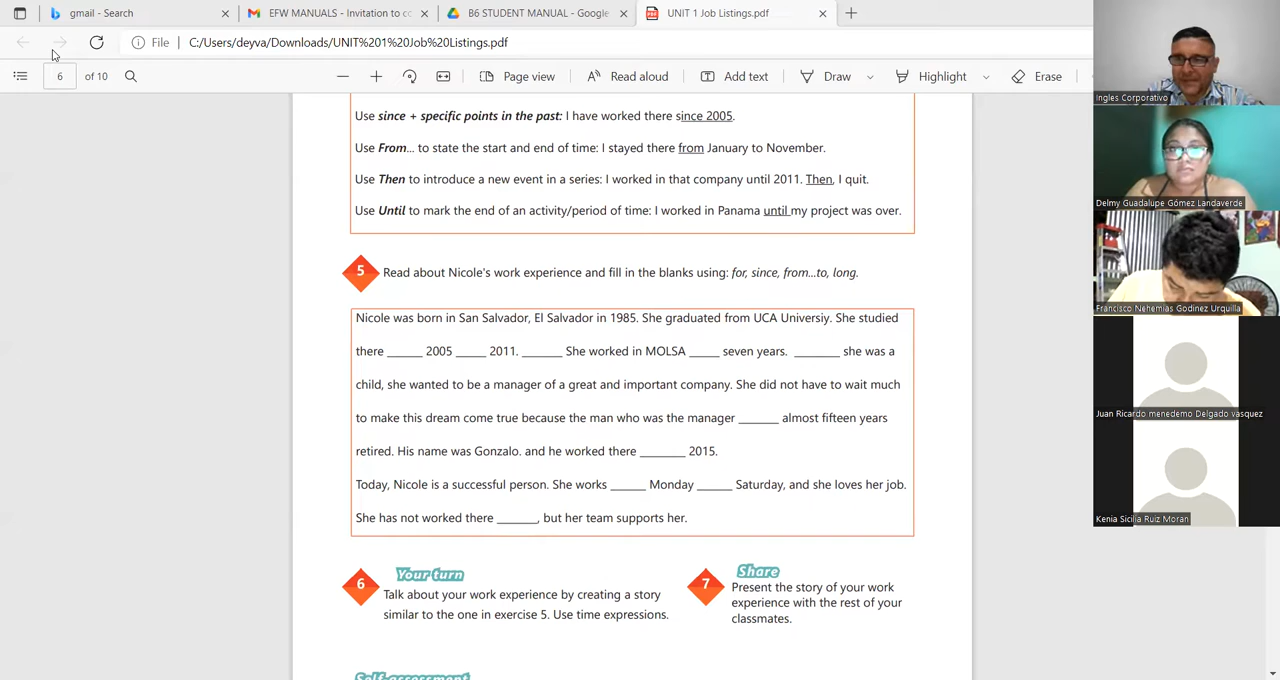 gmail - Search
EFW MANUALS - Invitation to cc
B6 STUDENT MANUAL - Google
UNIT 1 Job Listings.pdf
File
C:/Users/deyva/Downloads/UNIT%201%20Job%20Listings.pdf
6 of 10
Page view
Read aloud
Add text
Draw
Highlight
Erase
Use since + specific points in the past: I have worked there since 2005.
Use From... to state the start and end of time: I stayed there from January to November.
Use Then to introduce a new event in a series: I worked in that company until 2011. Then, I quit.
Use Until to mark the end of an activity/period of time: I worked in Panama until my project was over.
5 Read about Nicole's work experience and fill in the blanks using: for, since, from...to, long.
Nicole was born in San Salvador, El Salvador in 1985. She graduated from UCA Universiy. She studied
there ______ 2005 _____ 2011. _______ She worked in MOLSA _____ seven years. ________ she was a
child, she wanted to be a manager of a great and important company. She did not have to wait much
to make this dream come true because the man who was the manager _______ almost fifteen years
retired. His name was Gonzalo. and he worked there ________ 2015.
Today, Nicole is a successful person. She works ______ Monday ______ Saturday, and she loves her job.
She has not worked there _______, but her team supports her.
6 Your turn
Talk about your work experience by creating a story
similar to the one in exercise 5. Use time expressions.
7 Share
Present the story of your work
experience with the rest of your
classmates.
Self-assessment
Ingles Corporativo
Delmy Guadalupe Gómez Landaverde
Francisco Nehemias Godinez Urquilla
Juan Ricardo menedemo Delgado vasquez
Kenia Sicilia Ruiz Moran